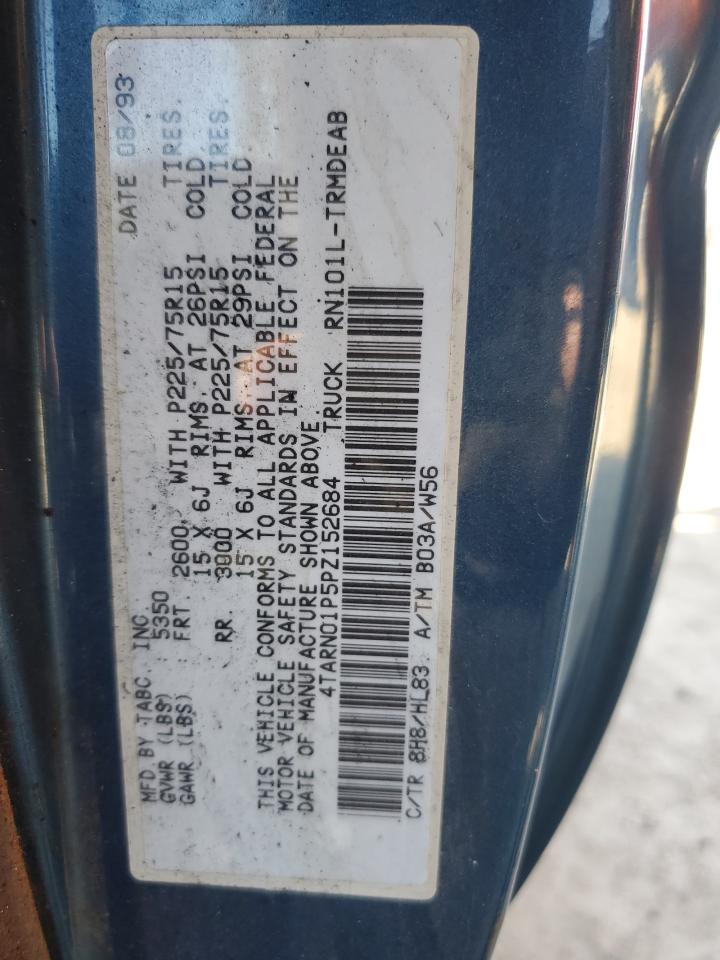 MFD BY TABC, INC DATE 08/93
GVWR (LBS) 5350
GAWR (LBS) FRT. 2600 WITH P225/75R15 TIRES.
15 X 6J RIMS. AT 26PSI COLD.
RR. 3000 WITH P225/75R15 TIRES.
15 X 6J RIMS AT 29PSI COLD
THIS VEHICLE CONFORMS TO ALL APPLICABLE FEDERAL
MOTOR VEHICLE SAFETY STANDARDS IN EFFECT ON THE
DATE OF MANUFACTURE SHOWN ABOVE.
4TARN01P5PZ152684 TRUCK RN101L-TRMDEAB
C/TR 8H8/HL83. A/TM B03A/W56